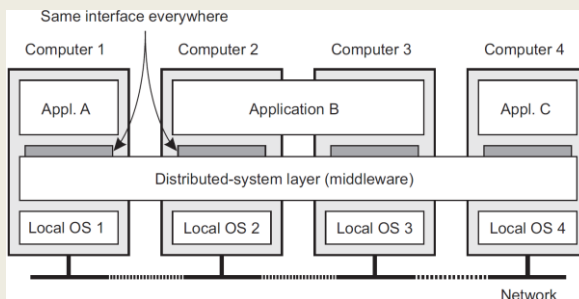 Same interface everywhere
Computer 1 Computer 2 Computer 3 Computer 4
Appl. A Application B Appl. C
Distributed-system layer (middleware)
Local OS 1 Local OS 2 Local OS 3 Local OS 4
Network